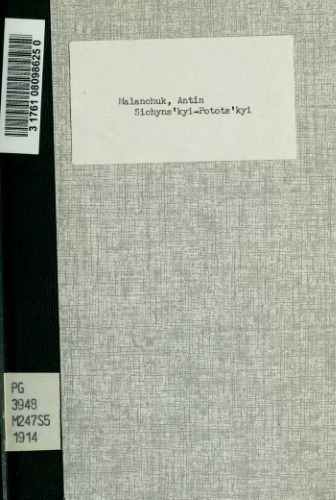 3 1761 08098625 0
Malanchuk, Antin
Sichyns'kyi-Potots'kyi
PG
3948
M247S5
1914